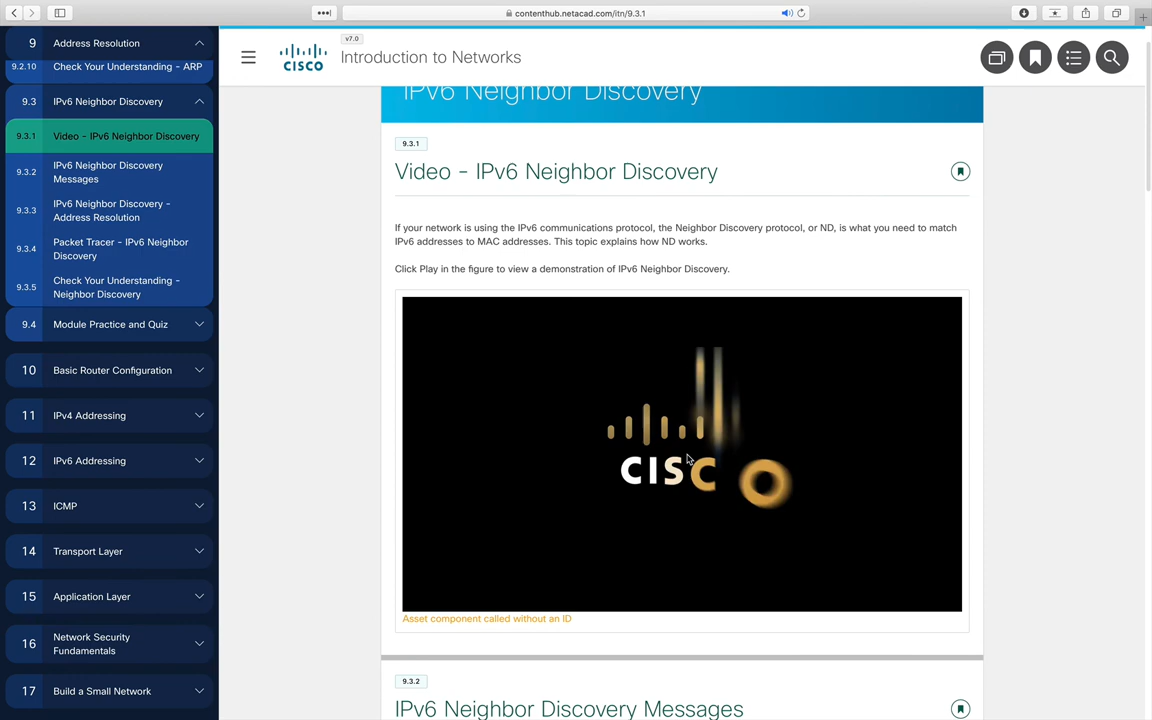 contenthub.netacad.com/itn/9.3.1
9 Address Resolution
9.2.10 Check Your Understanding - ARP
9.3 IPv6 Neighbor Discovery
9.3.1 Video - IPv6 Neighbor Discovery
9.3.2 IPv6 Neighbor Discovery
Messages
9.3.3 IPv6 Neighbor Discovery -
Address Resolution
9.3.4 Packet Tracer - IPv6 Neighbor
Discovery
9.3.5 Check Your Understanding -
Neighbor Discovery
9.4 Module Practice and Quiz
10 Basic Router Configuration
11 IPv4 Addressing
12 IPv6 Addressing
13 ICMP
14 Transport Layer
15 Application Layer
16 Network Security
Fundamentals
17 Build a Small Network
CISCO
v7.0
Introduction to Networks
IPv6 Neighbor Discovery
9.3.1
Video - IPv6 Neighbor Discovery
If your network is using the IPv6 communications protocol, the Neighbor Discovery protocol, or ND, is what you need to match
IPv6 addresses to MAC addresses. This topic explains how ND works.
Click Play in the figure to view a demonstration of IPv6 Neighbor Discovery.
CISCO
Asset component called without an ID
9.3.2
IPv6 Neighbor Discovery Messages